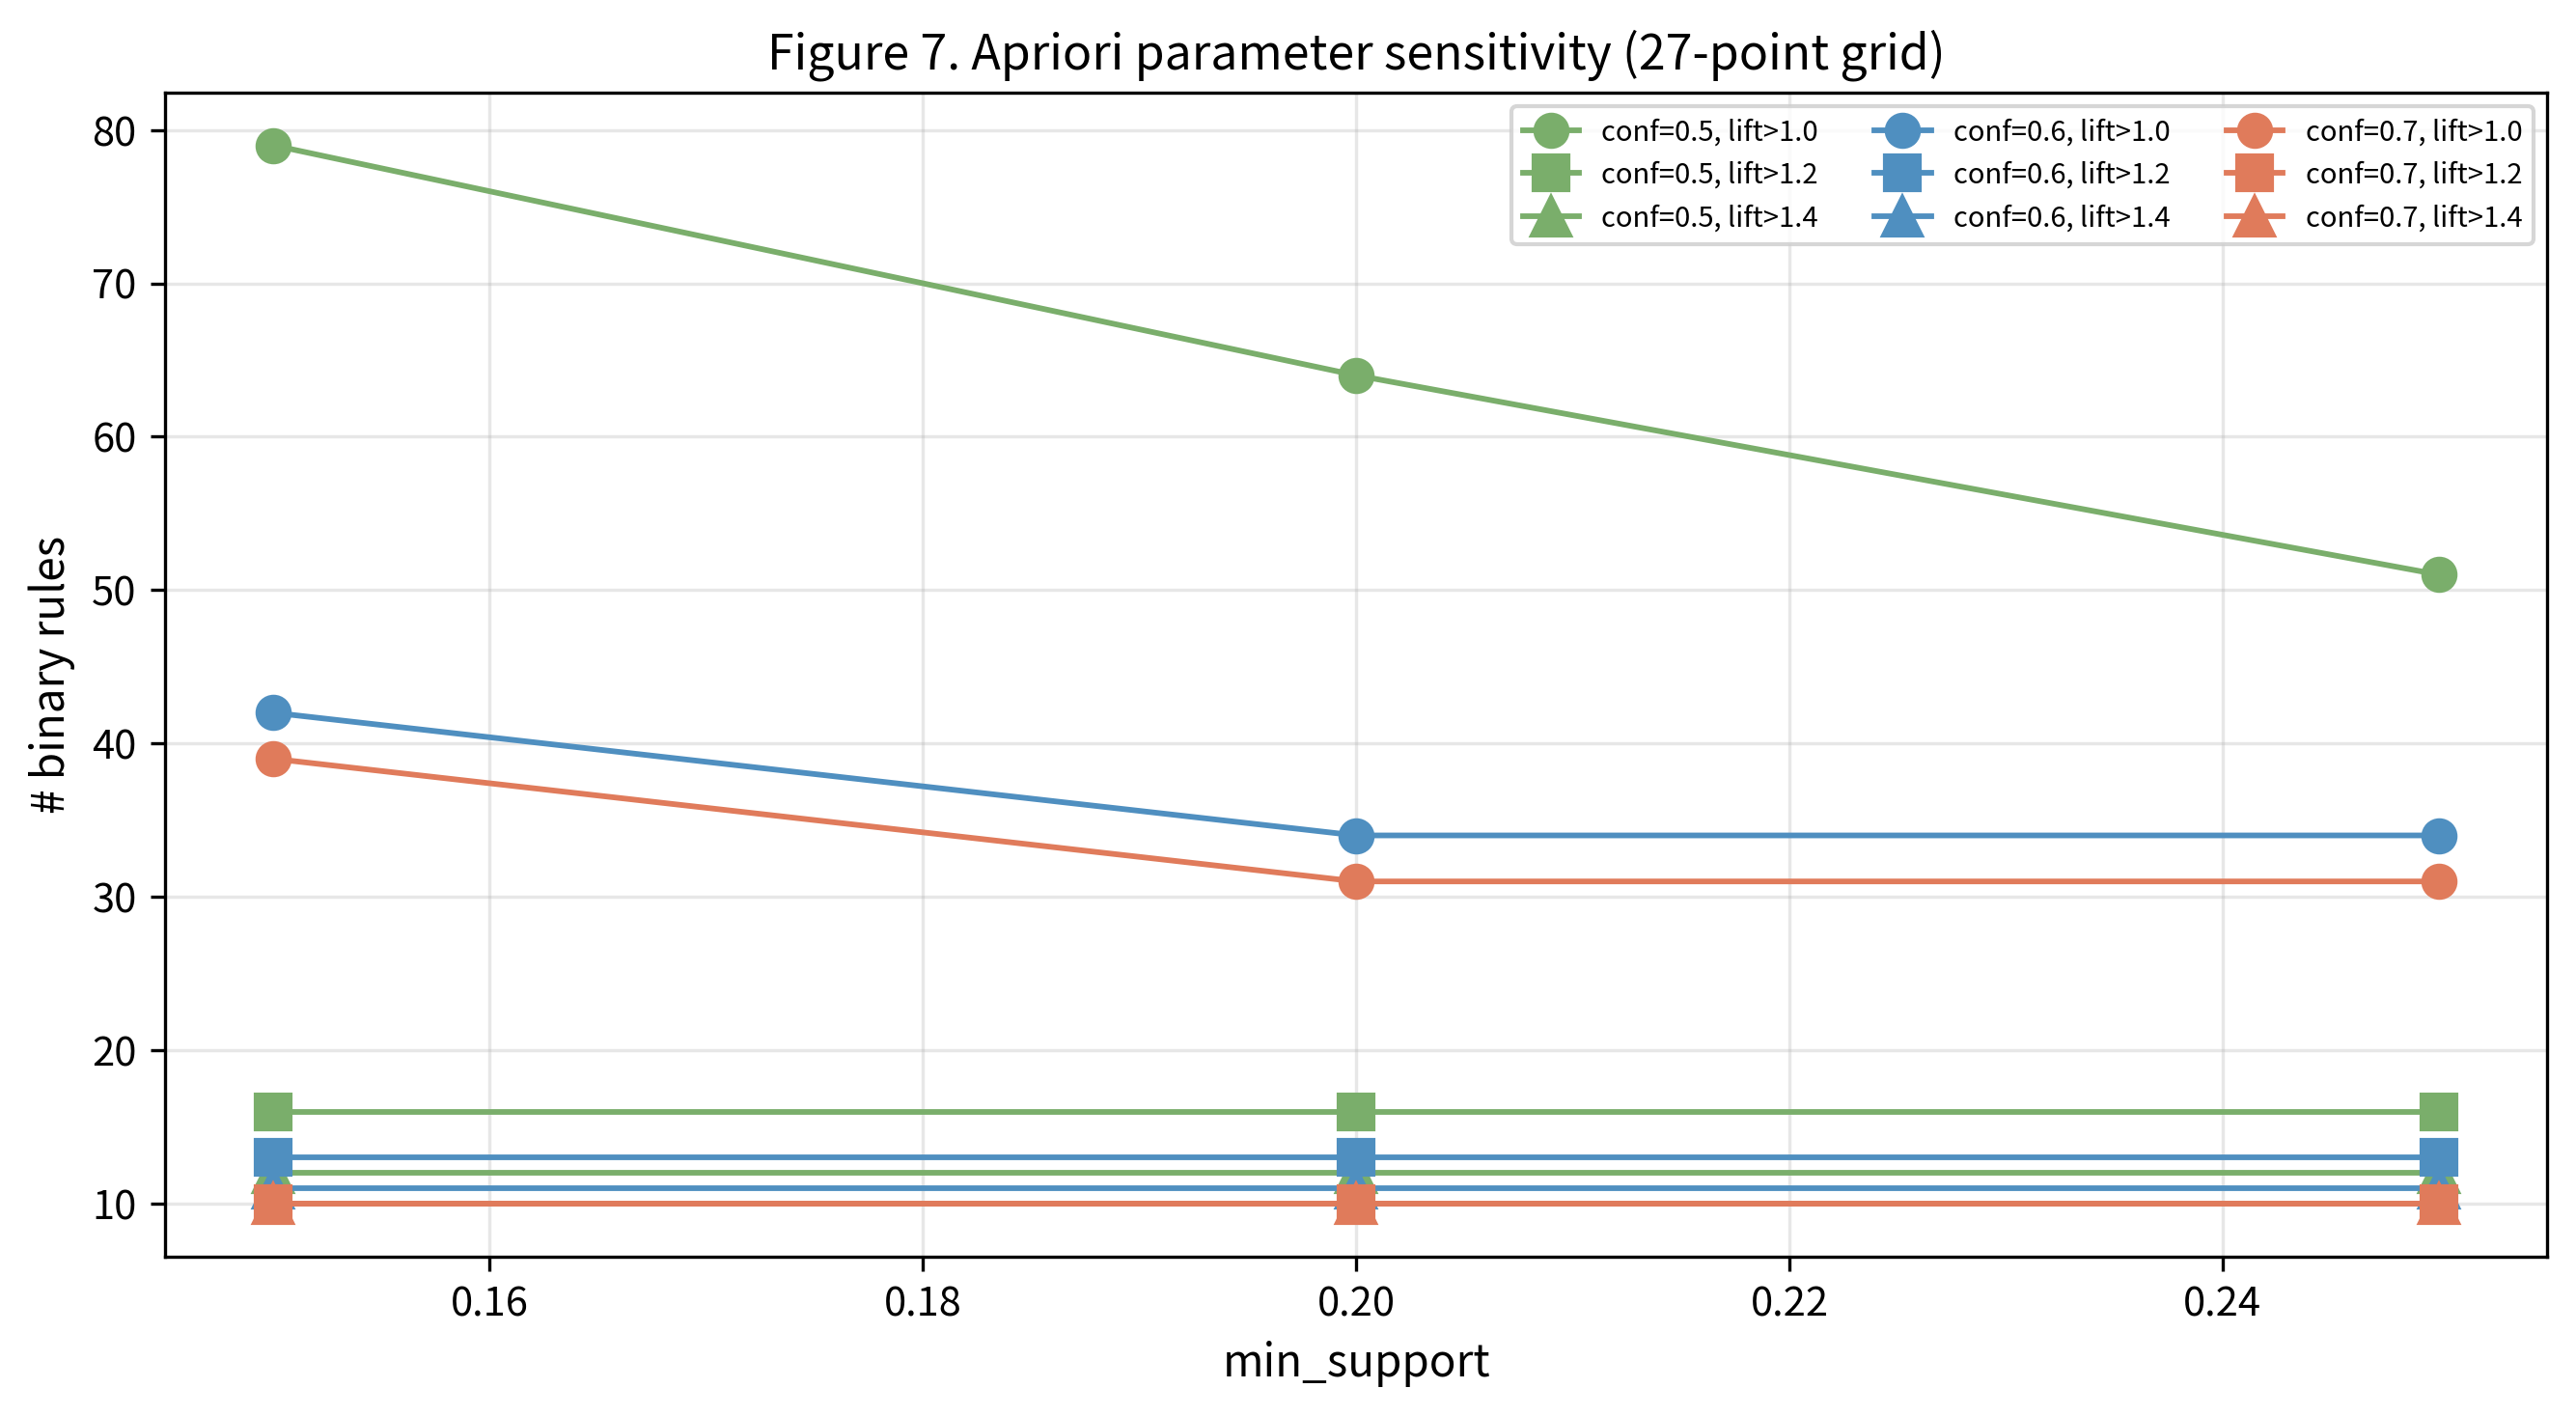 Figure 7. Apriori parameter sensitivity (27-point grid)
conf=0.5, lift>1.0
conf=0.5, lift>1.2
conf=0.5, lift>1.4
conf=0.6, lift>1.0
conf=0.6, lift>1.2
conf=0.6, lift>1.4
conf=0.7, lift>1.0
conf=0.7, lift>1.2
conf=0.7, lift>1.4
# binary rules
80
70
60
50
40
30
20
10
0.16
0.18
0.20
0.22
0.24
min_support